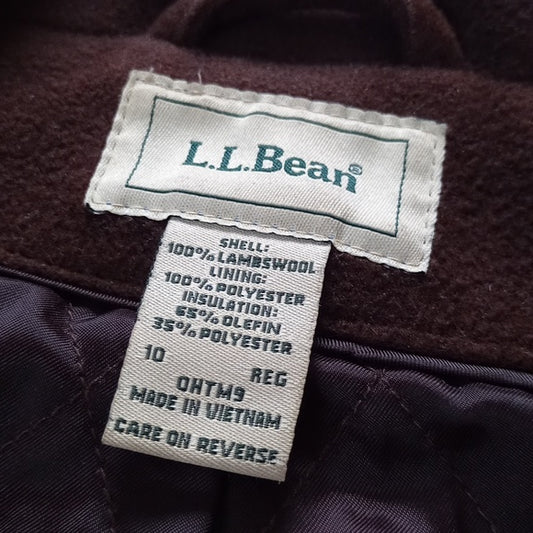 L.L.Bean®
SHELL:
100% LAMBSWOOL
LINING:
100% POLYESTER
INSULATION:
65% OLEFIN
35% POLYESTER
10 REG
0HTM9
MADE IN VIETNAM
CARE ON REVERSE